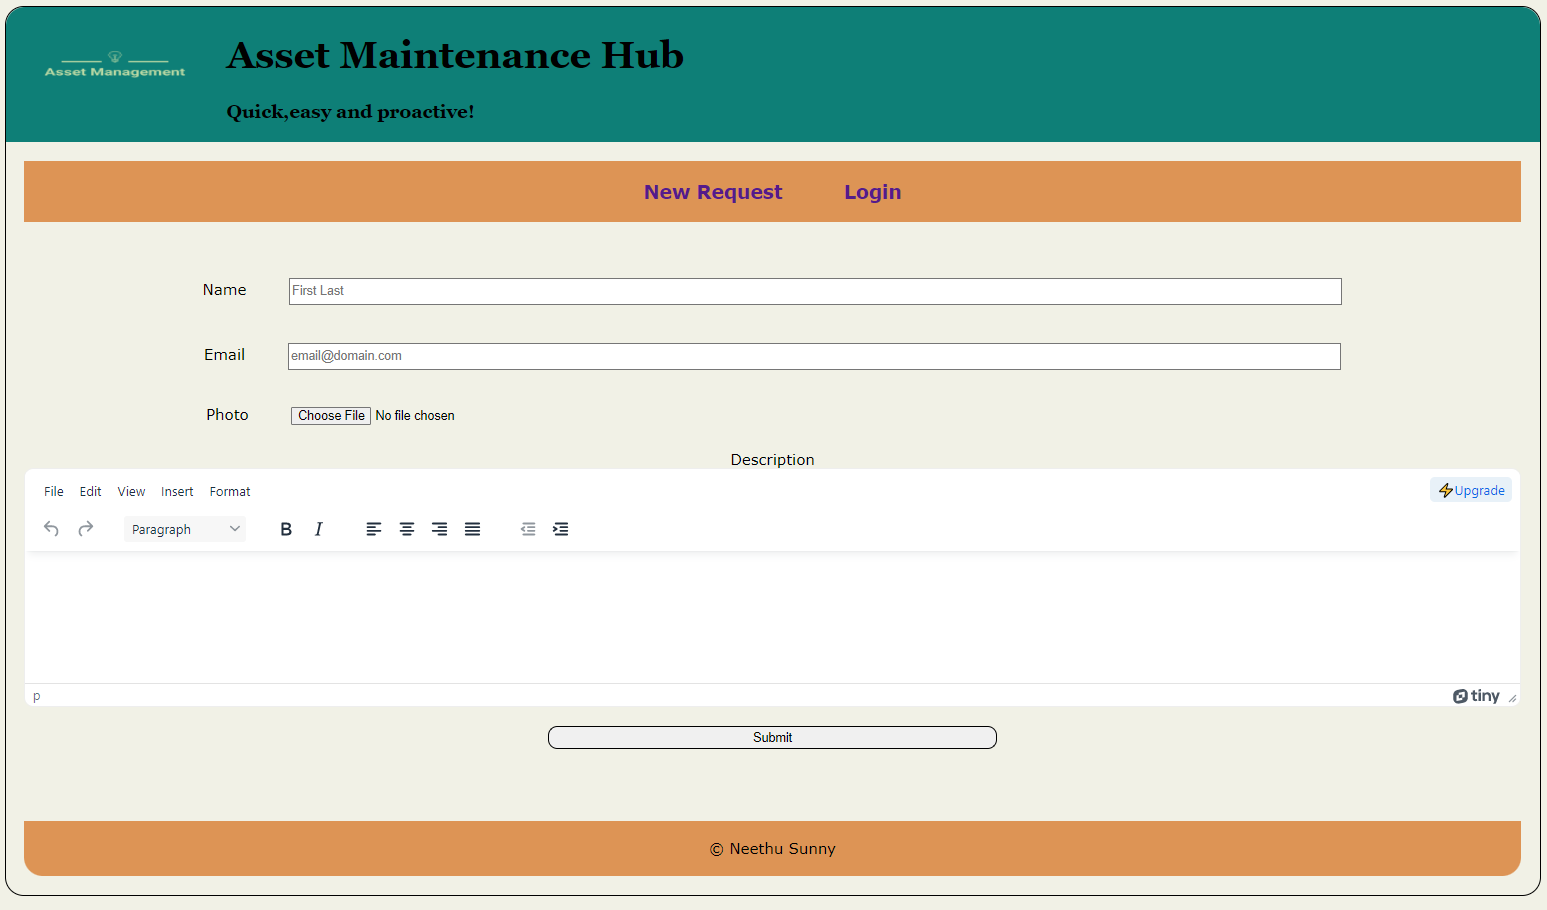 Asset Management
Asset Maintenance Hub
Quick,easy and proactive!
New Request Login
Name First Last
Email email@domain.com
Photo Choose File No file chosen
Description
File Edit View Insert Format Upgrade
Paragraph B I
p tiny
Submit
© Neethu Sunny